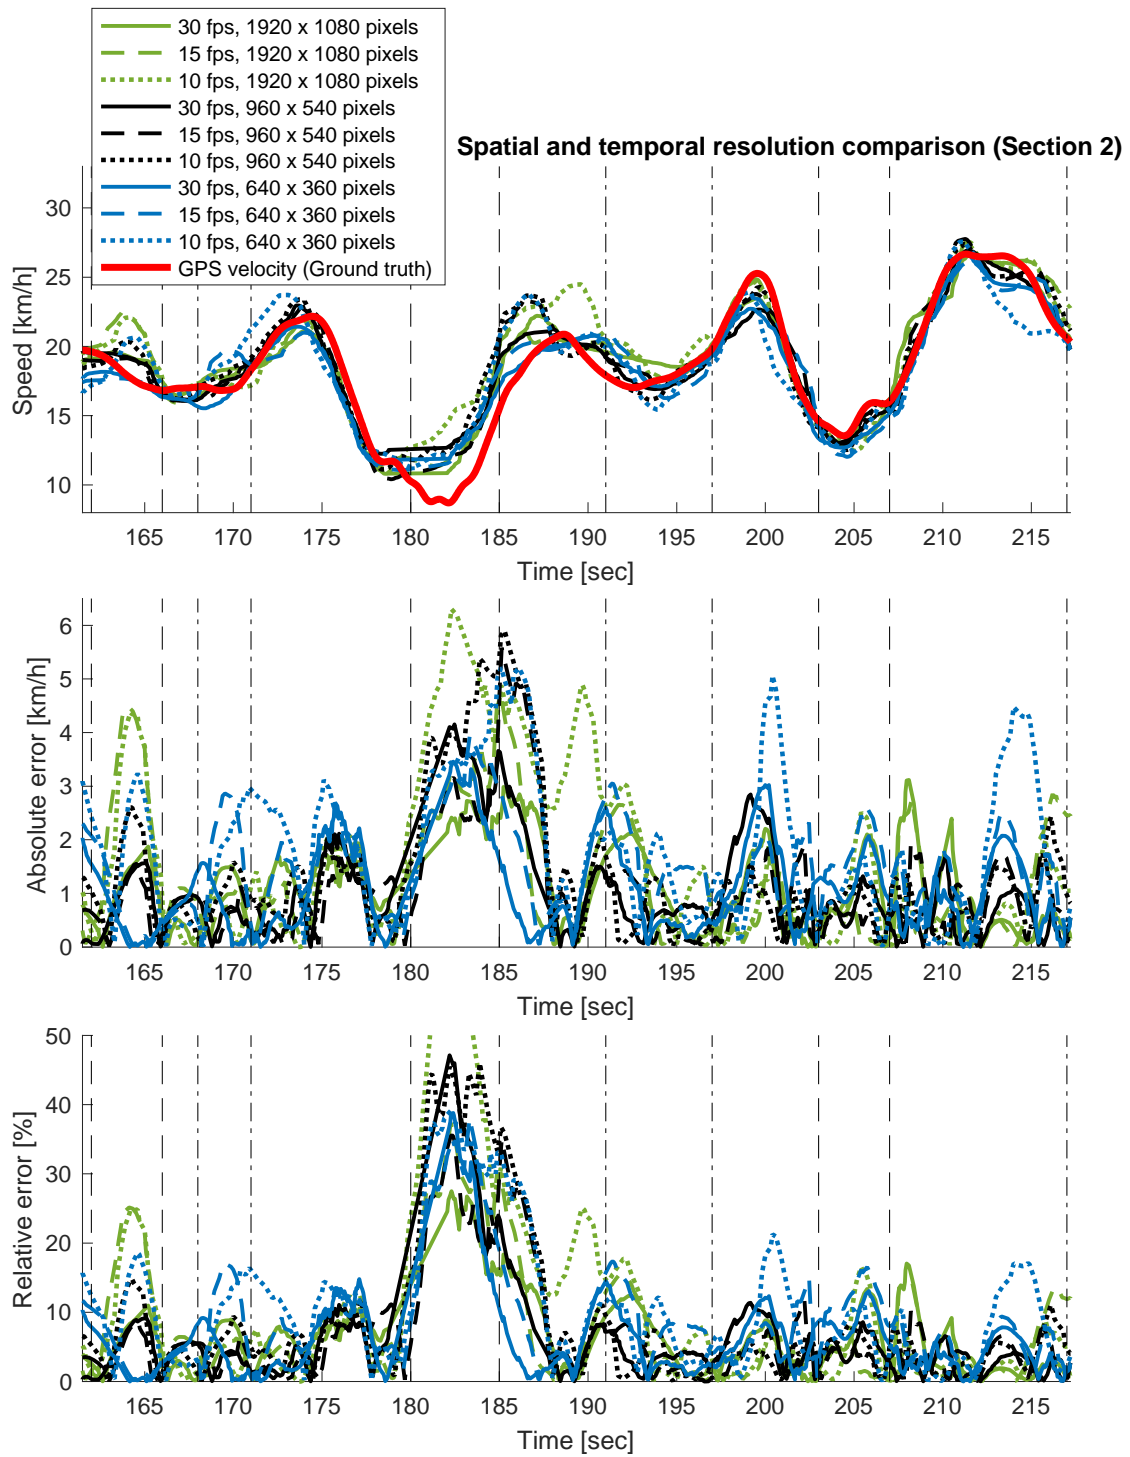 30 fps, 1920 x 1080 pixels
15 fps, 1920 x 1080 pixels
10 fps, 1920 x 1080 pixels
30 fps, 960 x 540 pixels
15 fps, 960 x 540 pixels
10 fps, 960 x 540 pixels
30 fps, 640 x 360 pixels
15 fps, 640 x 360 pixels
10 fps, 640 x 360 pixels
GPS velocity (Ground truth)
Spatial and temporal resolution comparison (Section 2)
Speed [km/h]
30
25
20
15
10
165 170 175 180 185 190 195 200 205 210 215
Time [sec]
Absolute error [km/h]
6
5
4
3
2
1
0
165 170 175 180 185 190 195 200 205 210 215
Time [sec]
Relative error [%]
50
40
30
20
10
0
165 170 175 180 185 190 195 200 205 210 215
Time [sec]